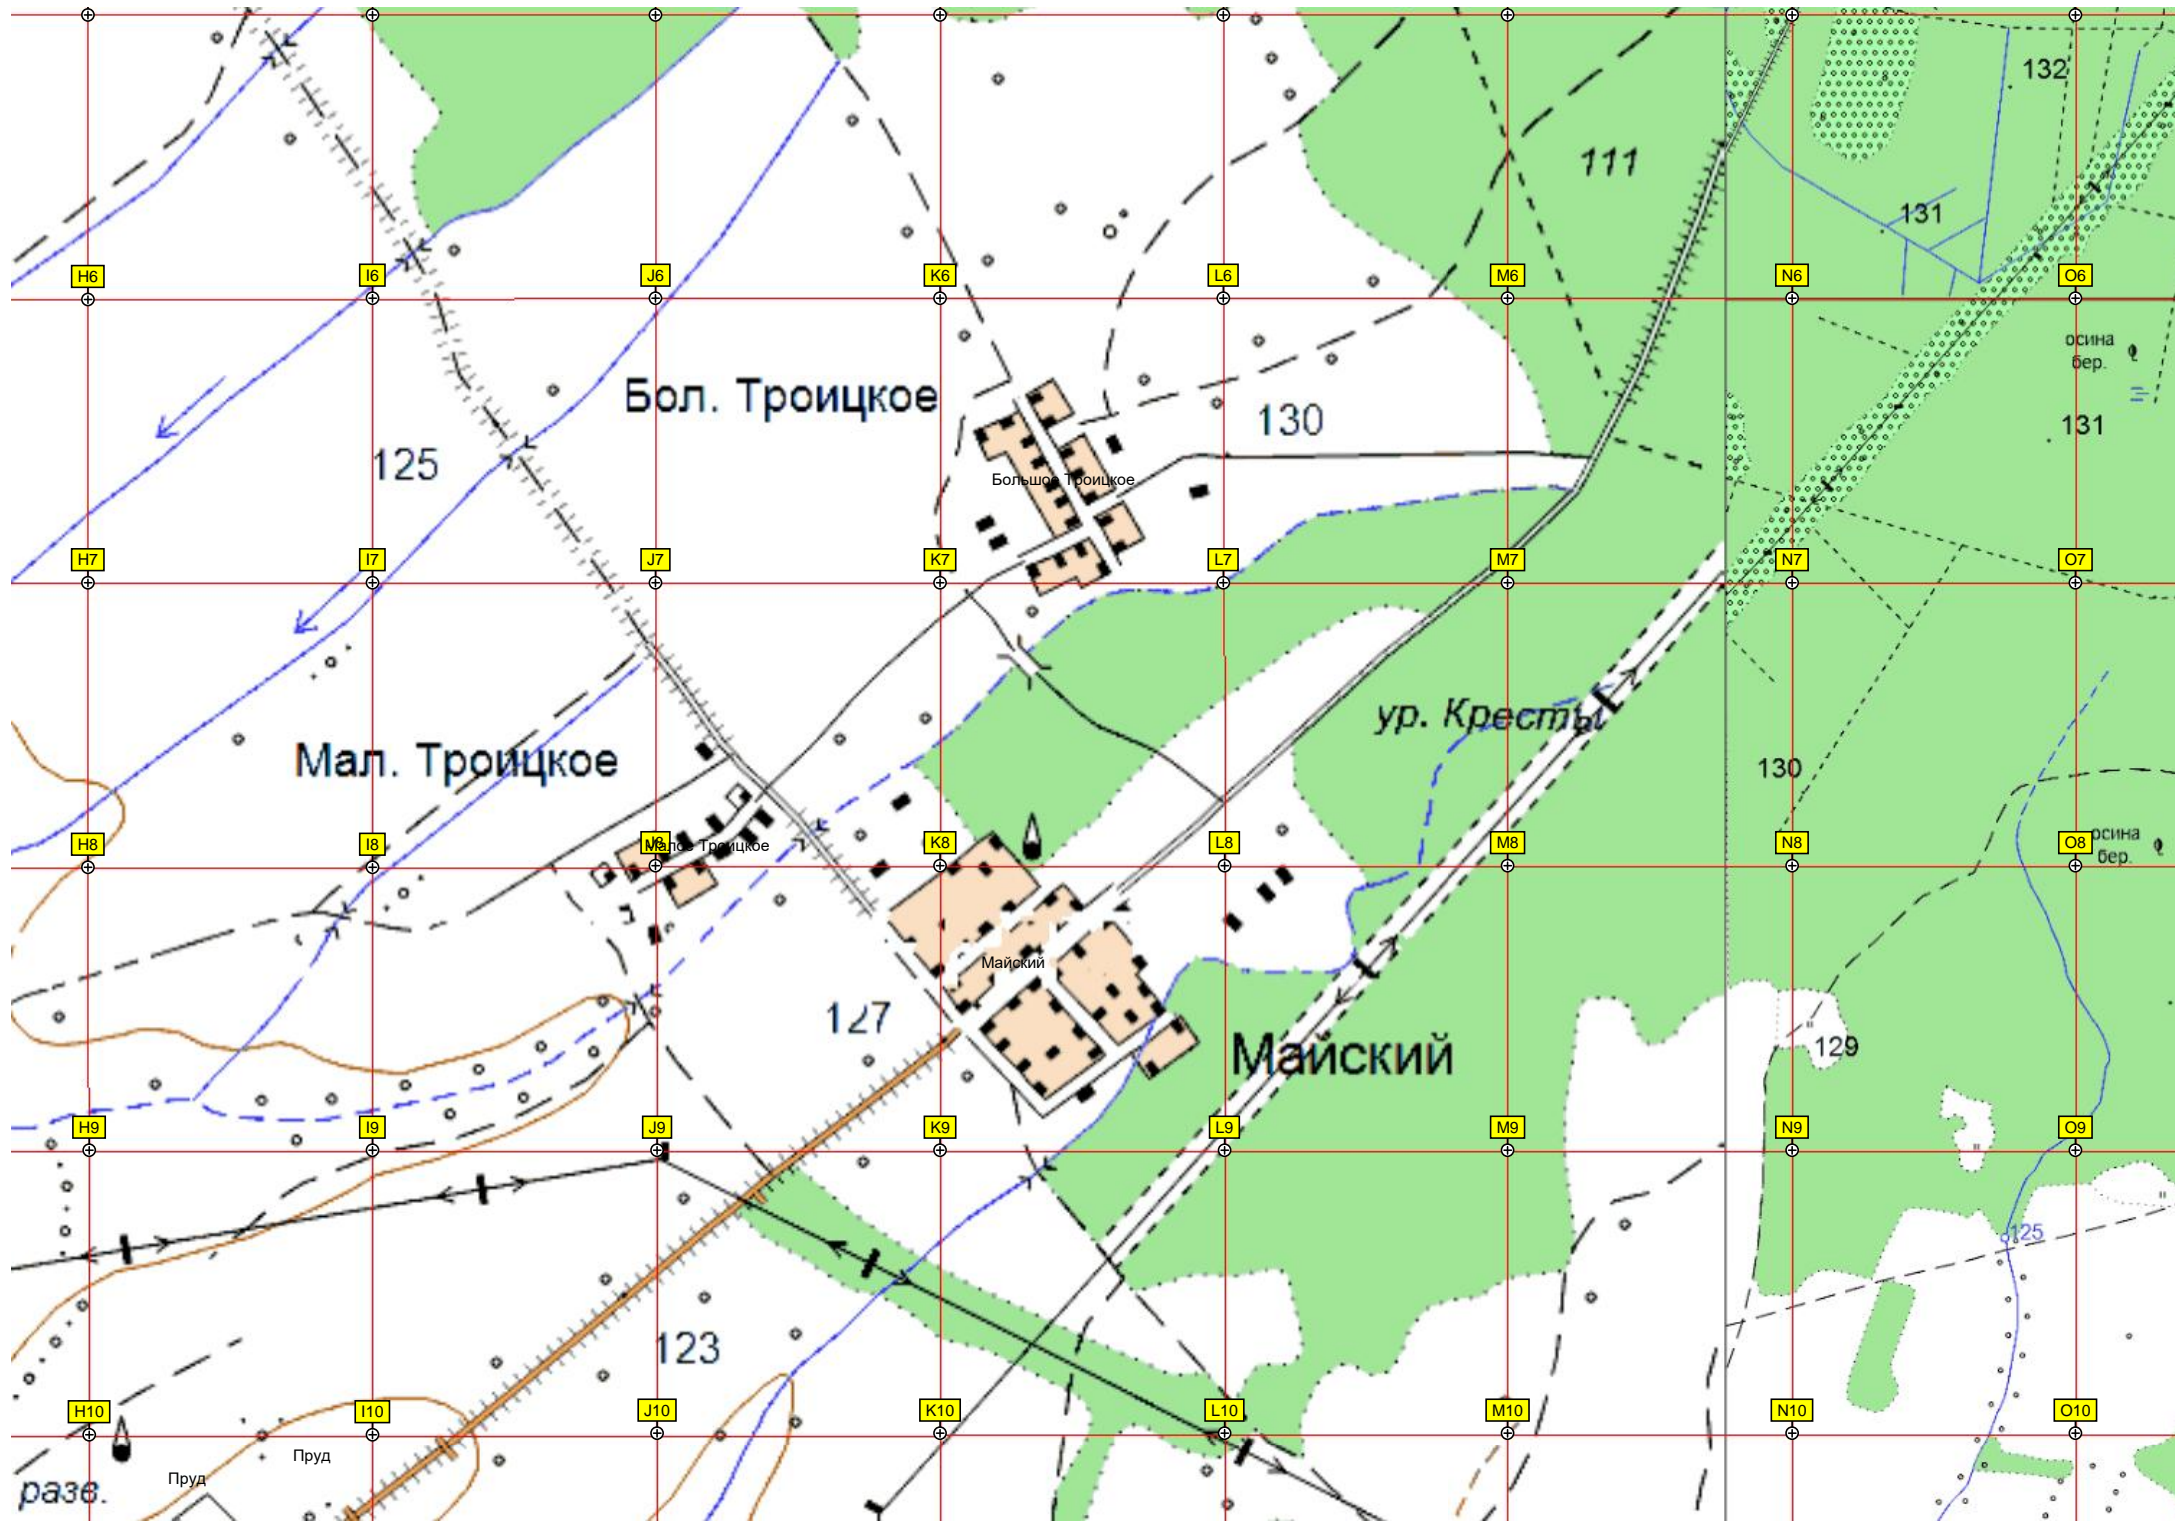 132
111
131
H6
I6
J6
K6
L6
M6
N6
O6
осина
бер.
Бол. Троицкое
130
131
125
Большое Троицкое
H7
I7
J7
K7
L7
M7
N7
O7
ур. Кресты
Мал. Троицкое
130
H8
I8
J8
Малое Троицкое
K8
L8
M8
N8
O8
осина
бер.
Майский
127
Майский
129
H9
I9
J9
K9
L9
M9
N9
O9
125
123
H10
I10
J10
K10
L10
M10
N10
O10
Пруд
Пруд
разв.